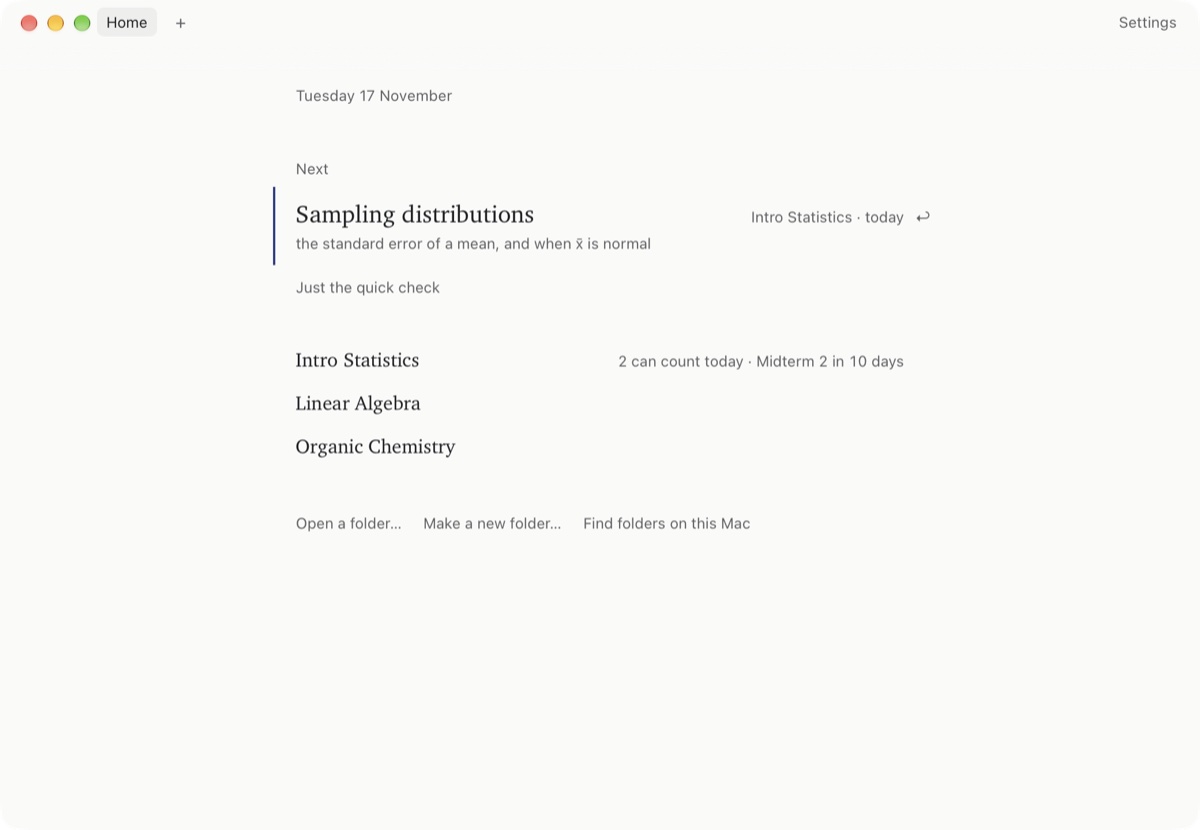 Home + Settings
Tuesday 17 November
Next
Sampling distributions Intro Statistics · today
the standard error of a mean, and when x̄ is normal
Just the quick check
Intro Statistics 2 can count today · Midterm 2 in 10 days
Linear Algebra
Organic Chemistry
Open a folder... Make a new folder... Find folders on this Mac